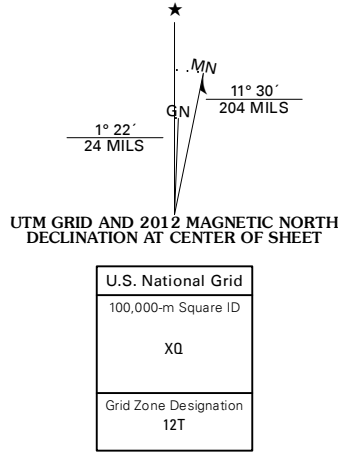 MN
GN
11° 30´
204 MILS
1° 22´
24 MILS
UTM GRID AND 2012 MAGNETIC NORTH
DECLINATION AT CENTER OF SHEET
U.S. National Grid
100,000-m Square ID
XQ
Grid Zone Designation
12T